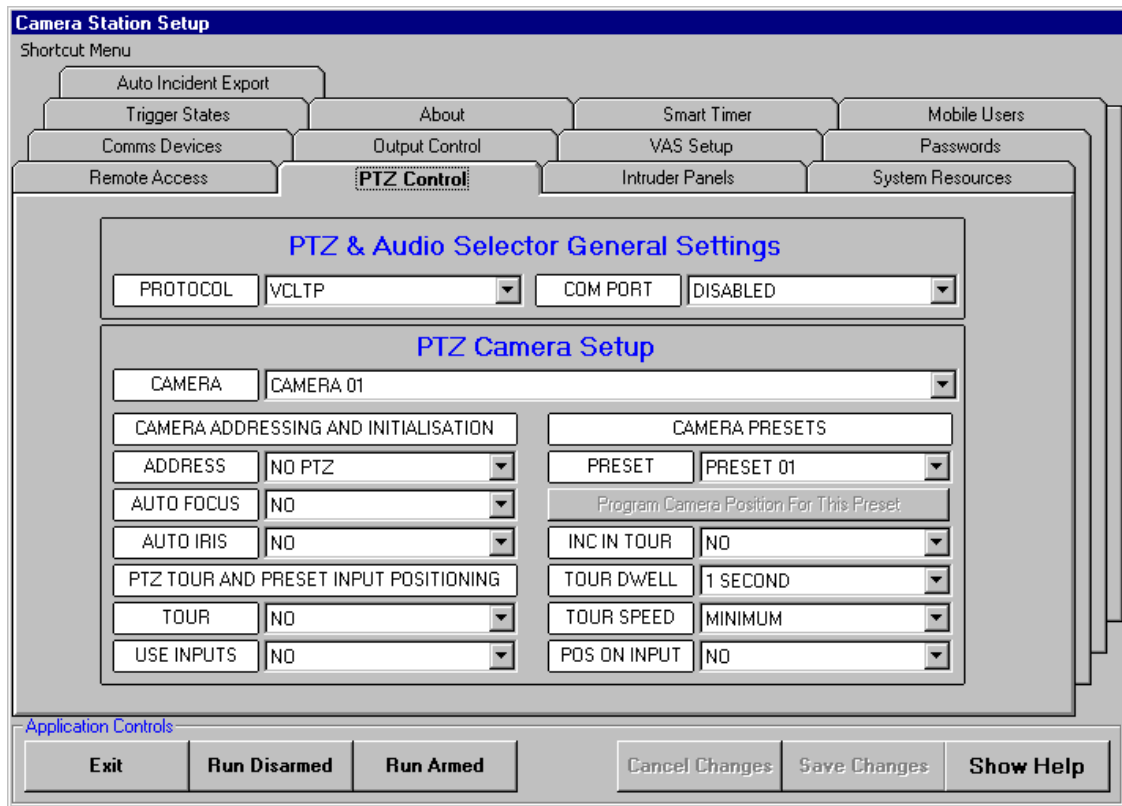 Camera Station Setup
Shortcut Menu
Auto Incident Export
Trigger States About Smart Timer Mobile Users
Comms Devices Output Control VAS Setup Passwords
Remote Access PTZ Control Intruder Panels System Resources
PTZ & Audio Selector General Settings
PROTOCOL VCLTP COM PORT DISABLED
PTZ Camera Setup
CAMERA CAMERA 01
CAMERA ADDRESSING AND INITIALISATION CAMERA PRESETS
ADDRESS NO PTZ PRESET PRESET 01
AUTO FOCUS NO Program Camera Position For This Preset
AUTO IRIS NO INC IN TOUR NO
PTZ TOUR AND PRESET INPUT POSITIONING TOUR DWELL 1 SECOND
TOUR NO TOUR SPEED MINIMUM
USE INPUTS NO POS ON INPUT NO
Application Controls
Exit Run Disarmed Run Armed Cancel Changes Save Changes Show Help